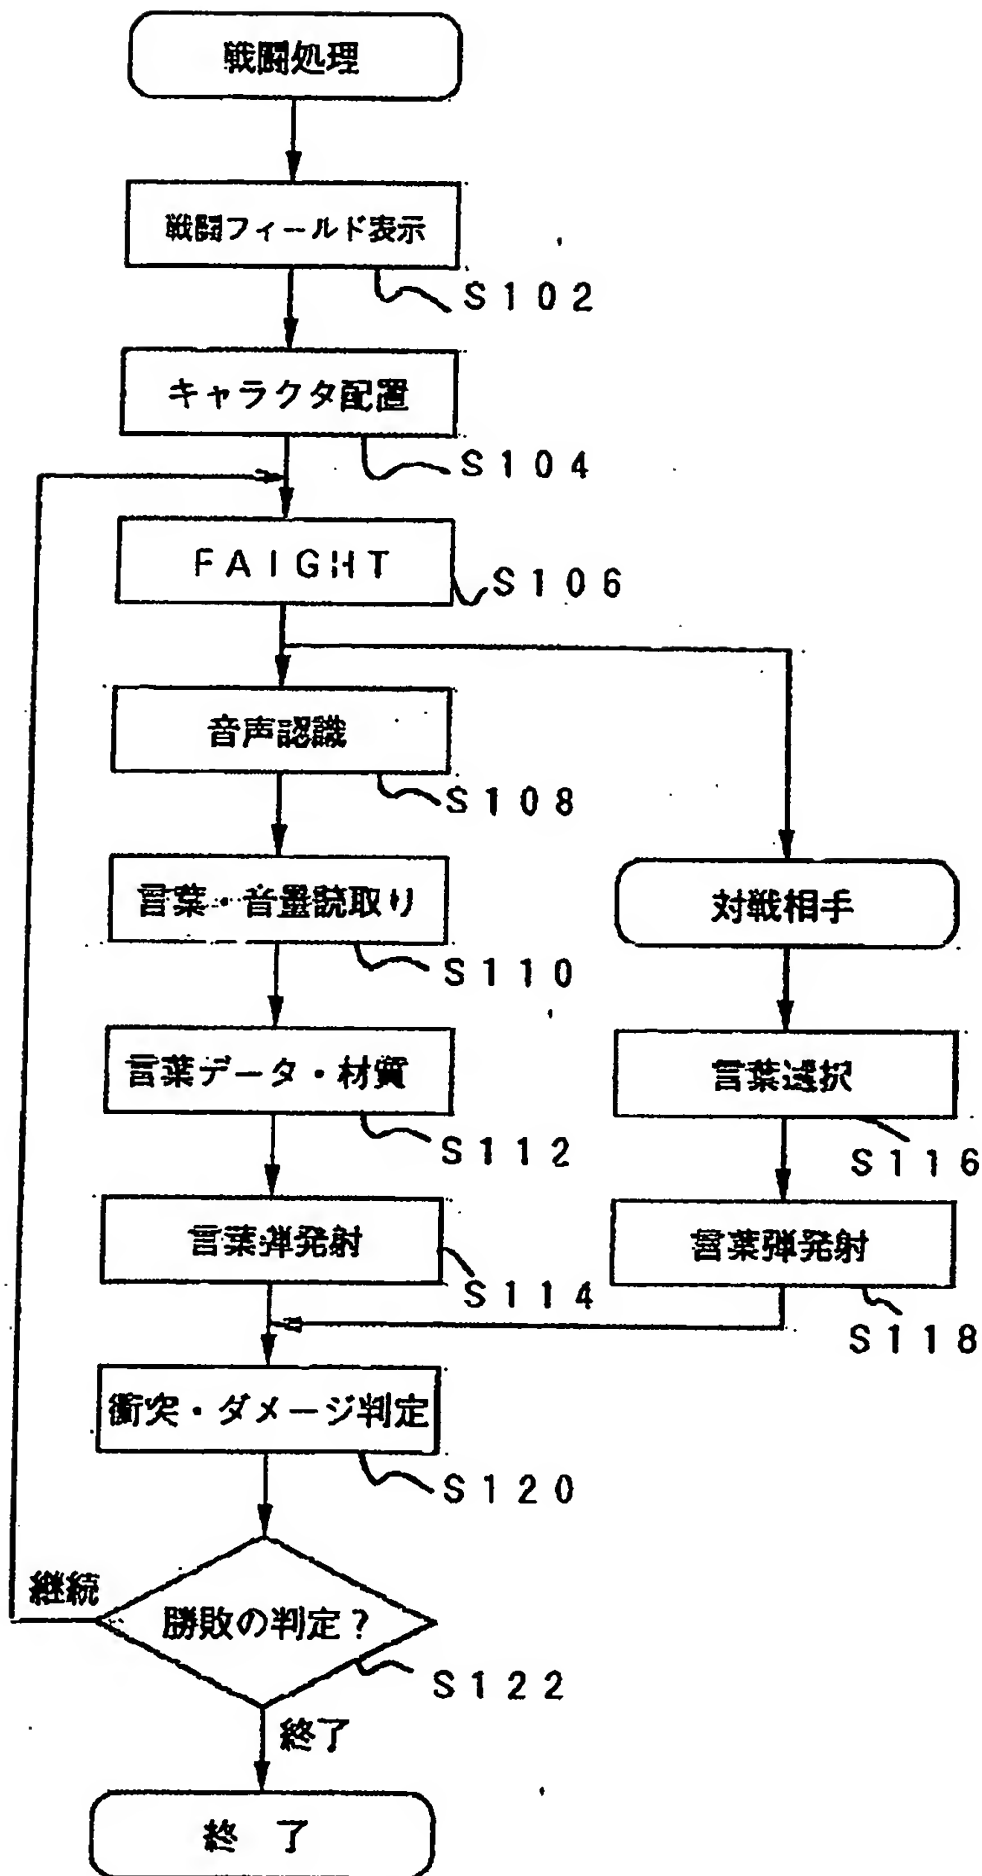 戦闘処理
戦闘フィールド表示
S102
キャラクタ配置
S104
FAIGHT
S106
音声認識
S108
言葉・音量読取り
S110
言葉データ・材質
S112
言葉弾発射
S114
対戦相手
言葉選択
S116
言葉弾発射
S118
衝突・ダメージ判定
S120
継続
勝敗の判定?
S122
終了
終 了